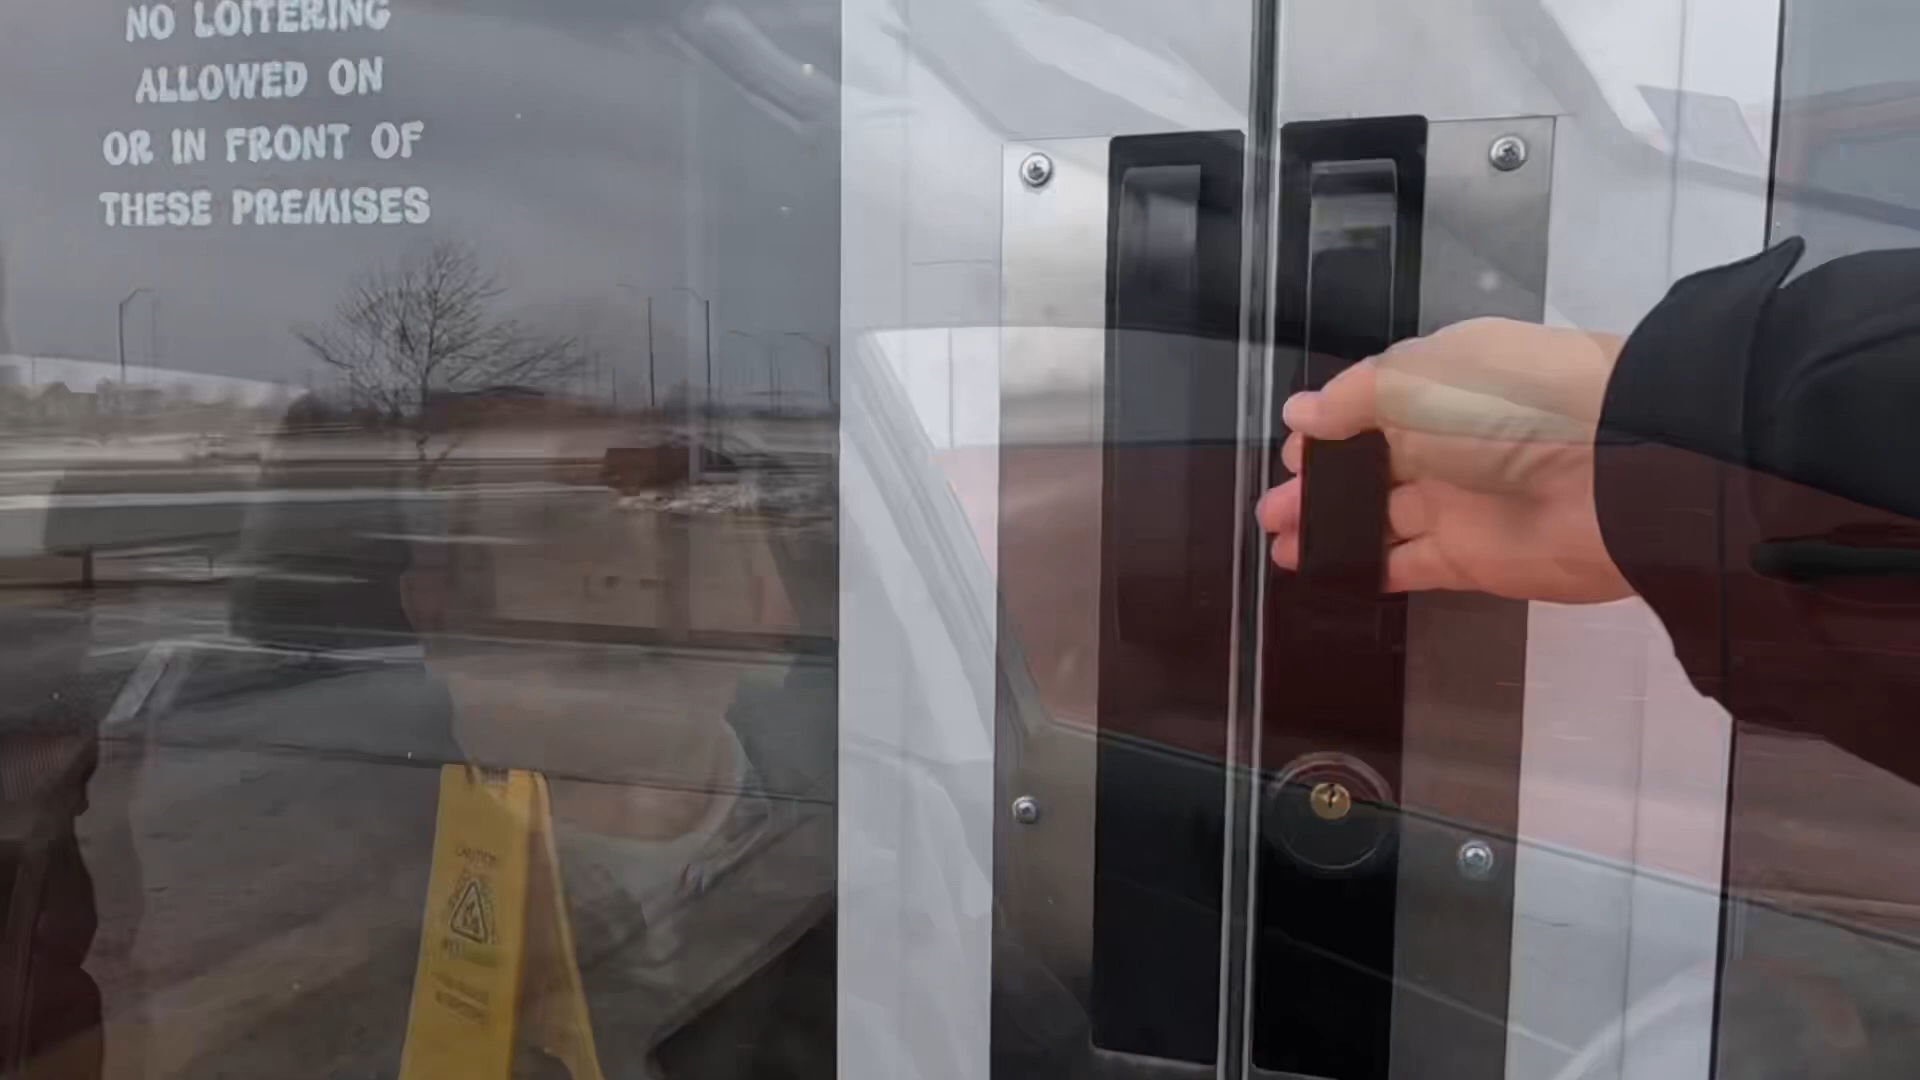 NO LOITERING
ALLOWED ON
OR IN FRONT OF
THESE PREMISES
CAUTION